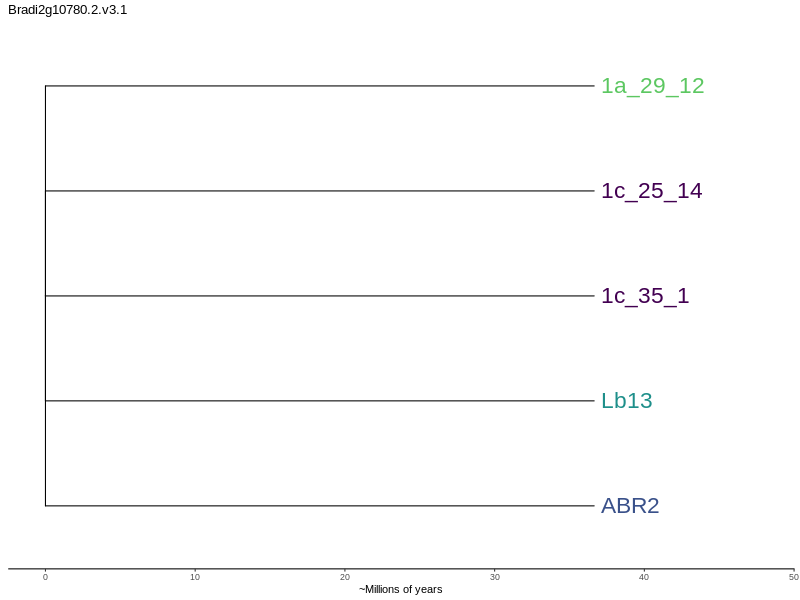 Bradi2g10780.2.v3.1
1a_29_12
1c_25_14
1c_35_1
Lb13
ABR2
0 10 20 30 40 50
~Millions of years